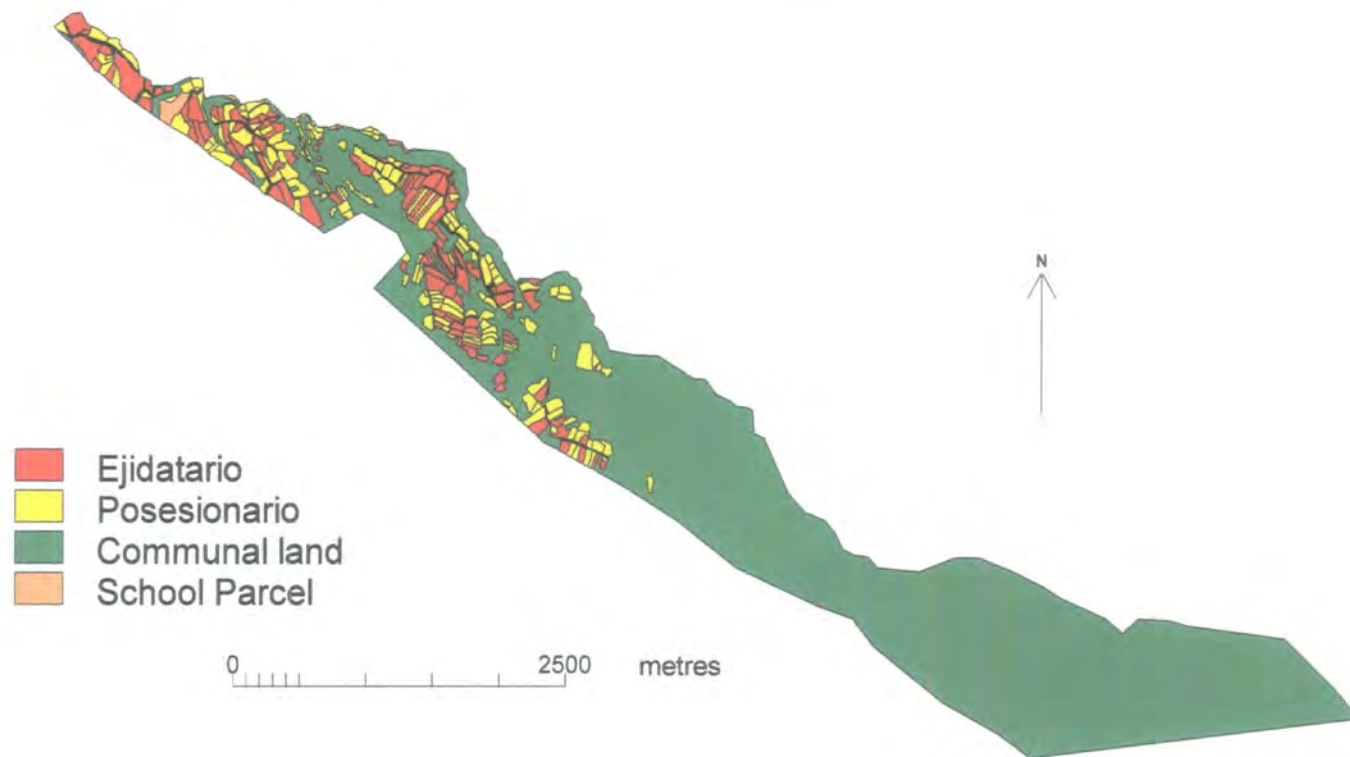 N
Ejidatario
Posesionario
Communal land
School Parcel
0 2500 metres